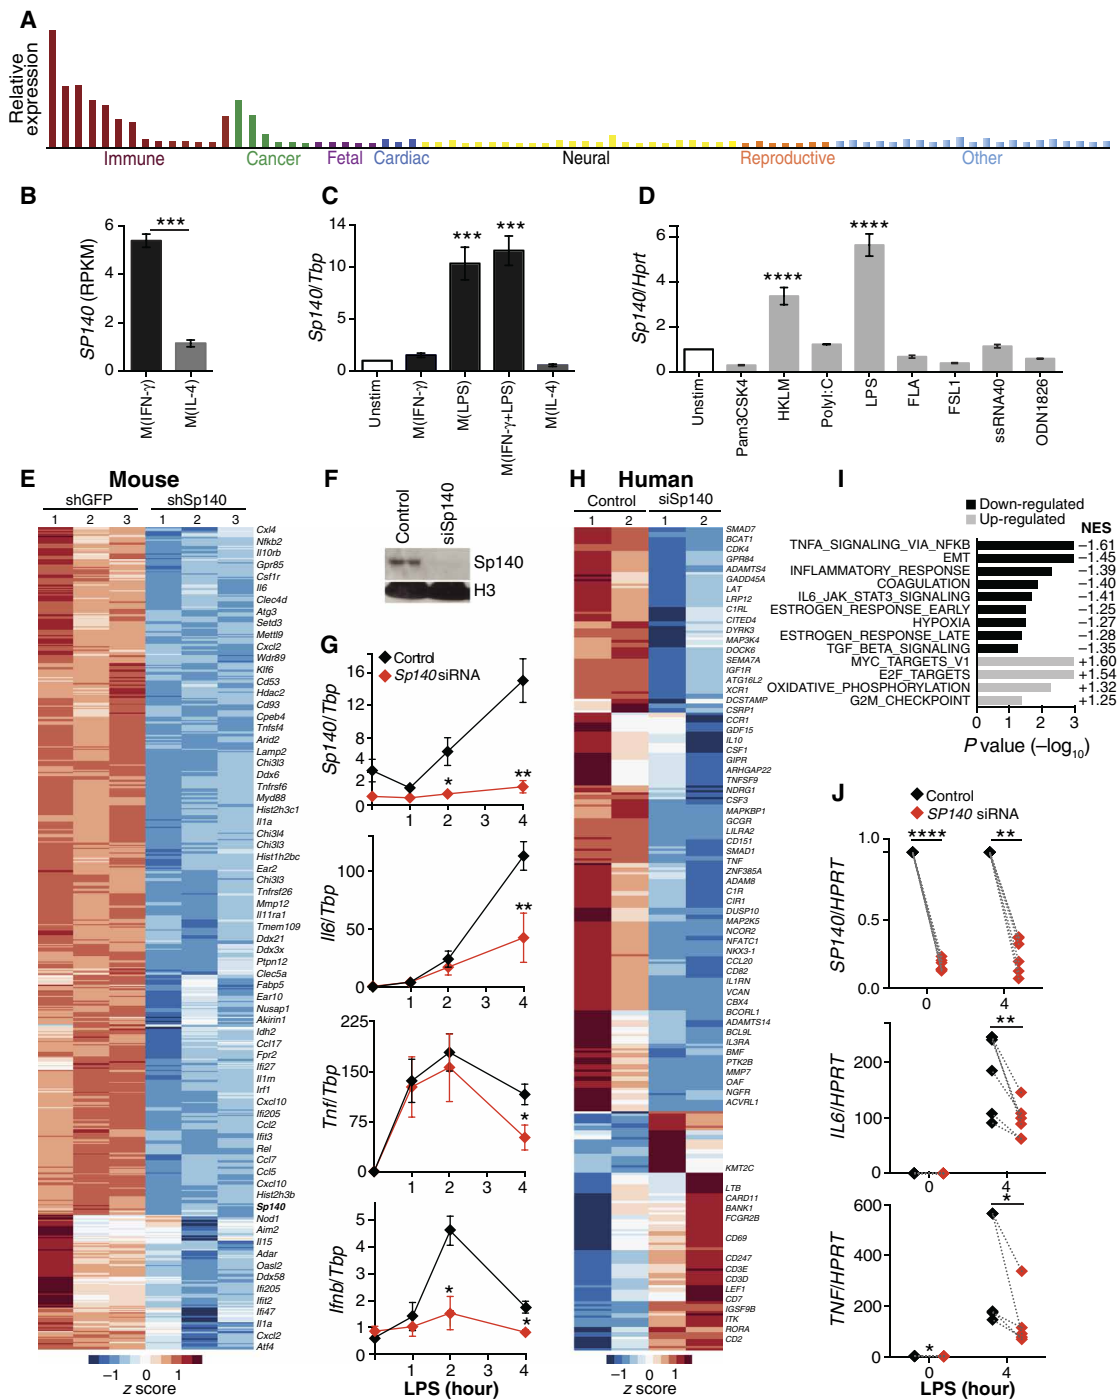 A
Relative
expression
Immune
Cancer
Fetal
Cardiac
Neural
Reproductive
Other
B
SP140 (RPKM)
6
4
2
0
***
M(IFN-γ)
M(IL-4)
C
Sp140/Tbp
14
10
6
2
0
***
***
Unstim
M(IFN-γ)
M(LPS)
M(IFN-γ+LPS)
M(IL-4)
D
Sp140/Hprt
6
4
2
0
****
****
Unstim
Pam3CSK4
HKLM
PolyI:C
LPS
FLA
FSL1
ssRNA40
ODN1826
E
Mouse
shGFP
shSp140
1 2 3 1 2 3
Cxl4
Nfkb2
Il10rb
Gpr85
Csf1r
Il6
Clec4d
Atg3
Setd3
Mettl9
Cxcl2
Wdr89
Klf6
Cd53
Hdac2
Cd93
Cpeb4
Tnfsf4
Arid2
Lamp2
Chi3l3
Ddx6
Tnfrsf6
Myd88
Hist2h3c1
Il1a
Chi3l4
Chi3l3
Hist1h2bc
Ear2
Chi3l3
Tnfrsf26
Mmp12
Il11ra1
Tmem109
Ddx21
Ddx3x
Ptpn12
Clec5a
Fabp5
Ear10
Nusap1
Akirin1
Idh2
Ccl17
Fpr2
Ifi27
Il1rn
Irf1
Cxcl10
Ifi205
Ccl2
Ifit3
Rel
Ccl7
Ccl5
Cxcl10
Hist2h3b
Sp140
Nod1
Aim2
Il15
Adar
Oasl2
Ddx58
Ifi205
Ifit2
Ifi47
Il1a
Cxcl2
Atf4
−1 0 1
z score
F
Control
siSp140
Sp140
H3
G
Control
Sp140 siRNA
Sp140/Tbp
16
12
8
4
2
0
*
**
1 2 3 4
Il6/Tbp
100
50
0
**
1 2 3 4
Tnf/Tbp
225
150
75
0
*
1 2 3 4
Ifnb/Tbp
5
4
3
2
1
0
*
*
0 1 2 3 4
LPS (hour)
H
Human
Control
siSp140
1 2 1 2
SMAD7
BCAT1
CDK4
GPR84
ADAMTS4
GADD45A
LAT
LRP12
C1RL
CITED4
DYRK3
MAP3K4
DOCK6
SEMA7A
IGF1R
ATG16L2
XCR1
DCSTAMP
CSRP1
CCR1
GDF15
IL10
CSF1
GIPR
ARHGAP22
TNFSF9
NDRG1
CSF3
MAPKBP1
GCGR
LILRA2
CD151
SMAD1
TNF
ZNF385A
ADAM8
C1R
CIR1
DUSP10
MAP2K5
NCOR2
NFATC1
NKX3-1
CCL20
CD82
IL1RN
VCAN
CBX4
BCORL1
ADAMTS14
BCL9L
IL3RA
BMF
PTK2B
MMP7
OAF
NGFR
ACVRL1
KMT2C
LTB
CARD11
BANK1
FCGR2B
CD69
CD247
CD3E
CD3D
LEF1
CD7
IGSF9B
ITK
RORA
CD2
−1 0 1
z score
I
Down-regulated
Up-regulated
NES
TNFA_SIGNALING_VIA_NFKB −1.61
EMT −1.45
INFLAMMATORY_RESPONSE −1.39
COAGULATION −1.40
IL6_JAK_STAT3_SIGNALING −1.41
ESTROGEN_RESPONSE_EARLY −1.25
HYPOXIA −1.27
ESTROGEN_RESPONSE_LATE −1.28
TGF_BETA_SIGNALING −1.35
MYC_TARGETS_V1 +1.60
E2F_TARGETS +1.54
OXIDATIVE_PHOSPHORYLATION +1.32
G2M_CHECKPOINT +1.25
0 1 2 3
P value (−log10)
J
Control
SP140 siRNA
SP140/HPRT
1.0
0.5
0.0
****
**
0 4
IL6/HPRT
200
100
0
**
0 4
TNF/HPRT
600
400
200
0
*
*
0 4
LPS (hour)